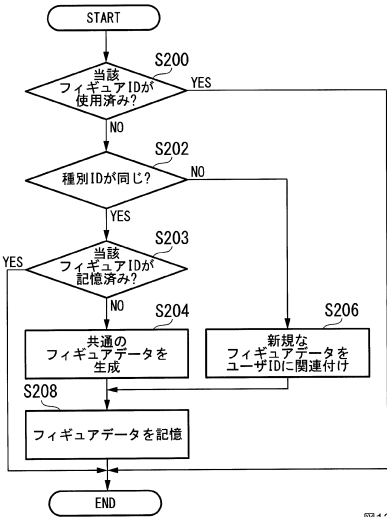 START
S200
当該
フィギュアIDが
使用済み?
YES
NO
S202
種別IDが同じ?
NO
YES
S203
当該
フィギュアIDが
記憶済み?
YES
NO
S204
共通の
フィギュアデータを
生成
S206
新規な
フィギュアデータを
ユーザIDに関連付け
S208
フィギュアデータを記憶
END